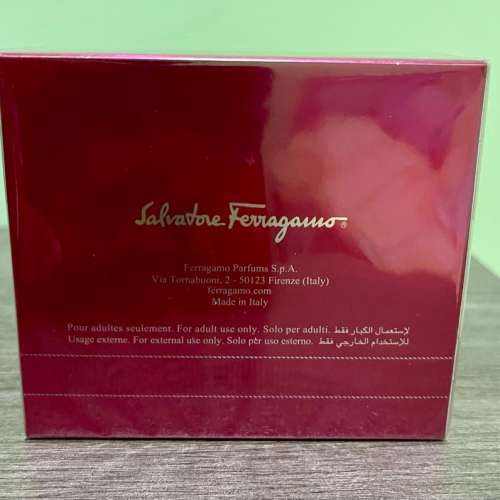 Salvatore Ferragamo®
Ferragamo Parfums S.p.A.
Via Tornabuoni, 2 - 50123 Firenze (Italy)
ferragamo.com
Made in Italy
Pour adultes seulement. For adult use only. Solo per adulti. لإستعمال الكبار فقط.
Usage externe. For external use only. Solo per uso esterno. للإستخدام الخارجي فقط.